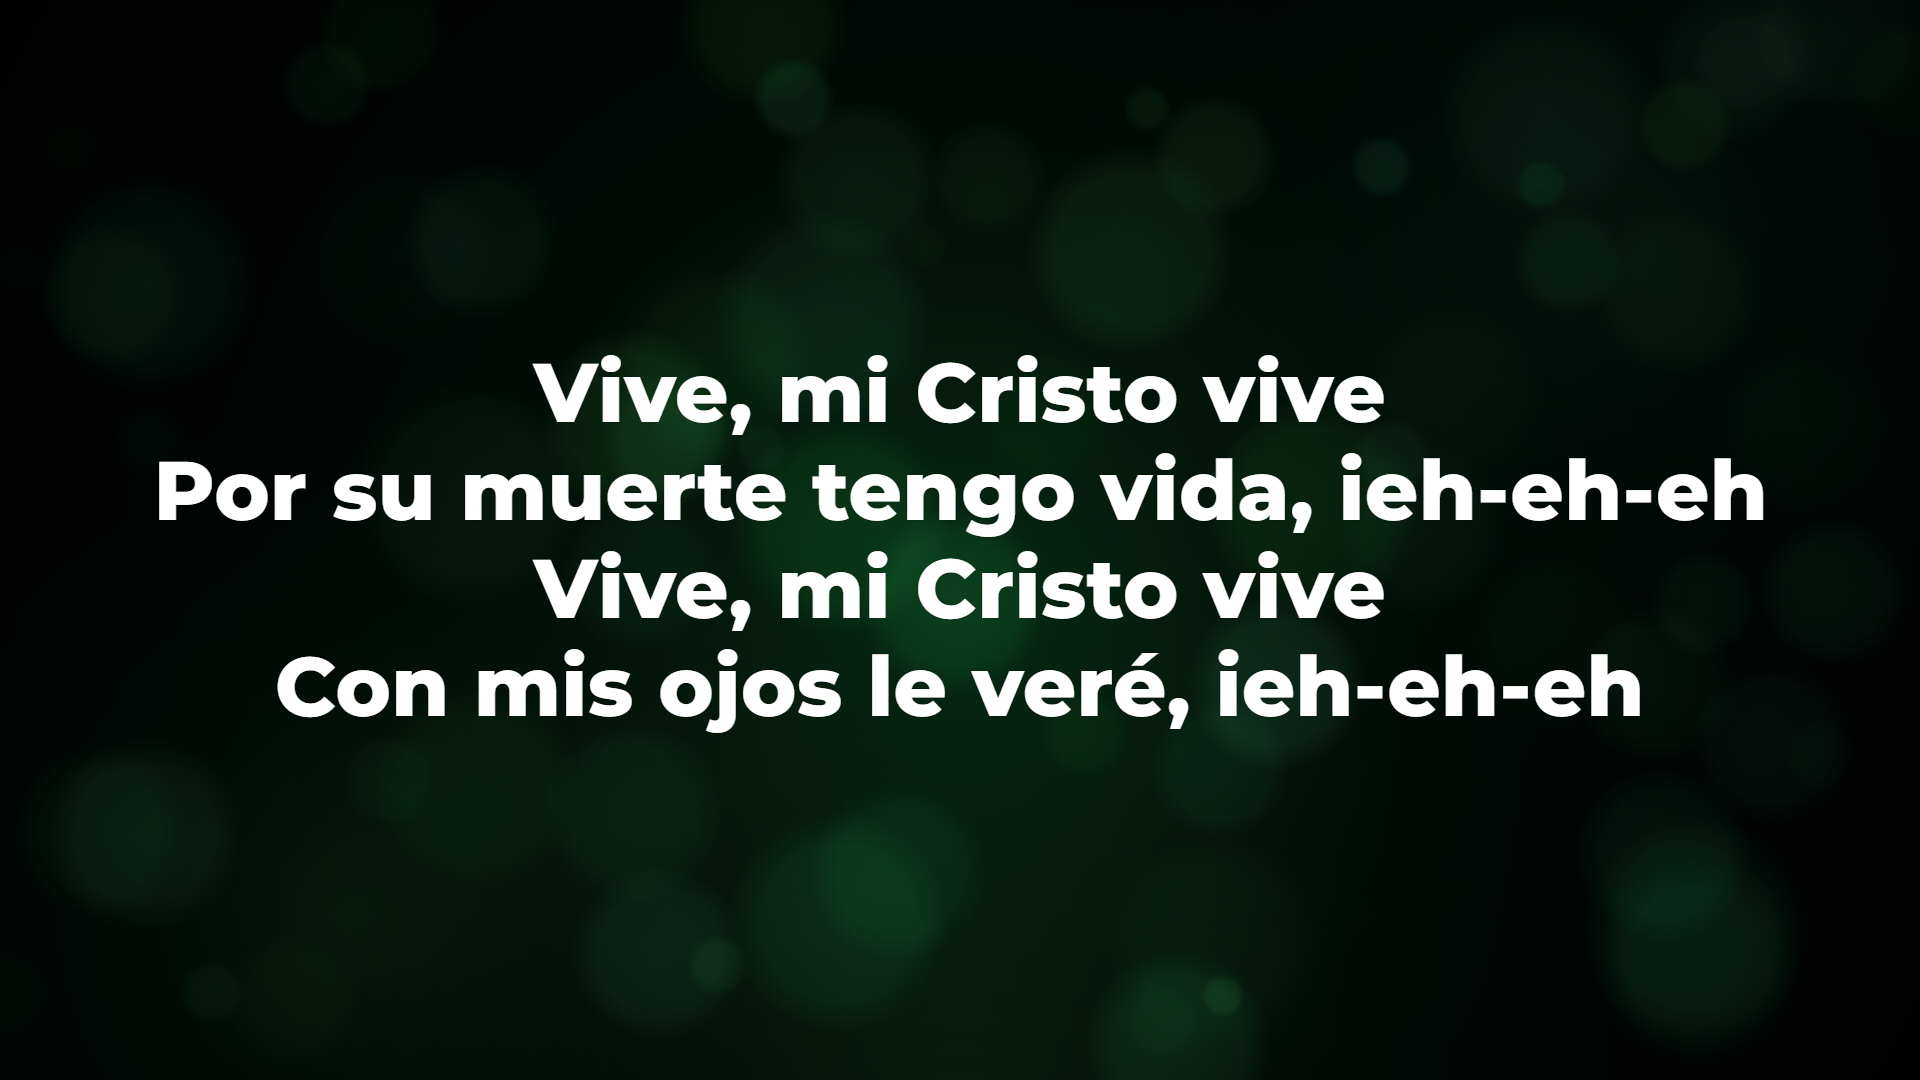 Vive, mi Cristo vive
Por su muerte tengo vida, ieh-eh-eh
Vive, mi Cristo vive
Con mis ojos le veré, ieh-eh-eh